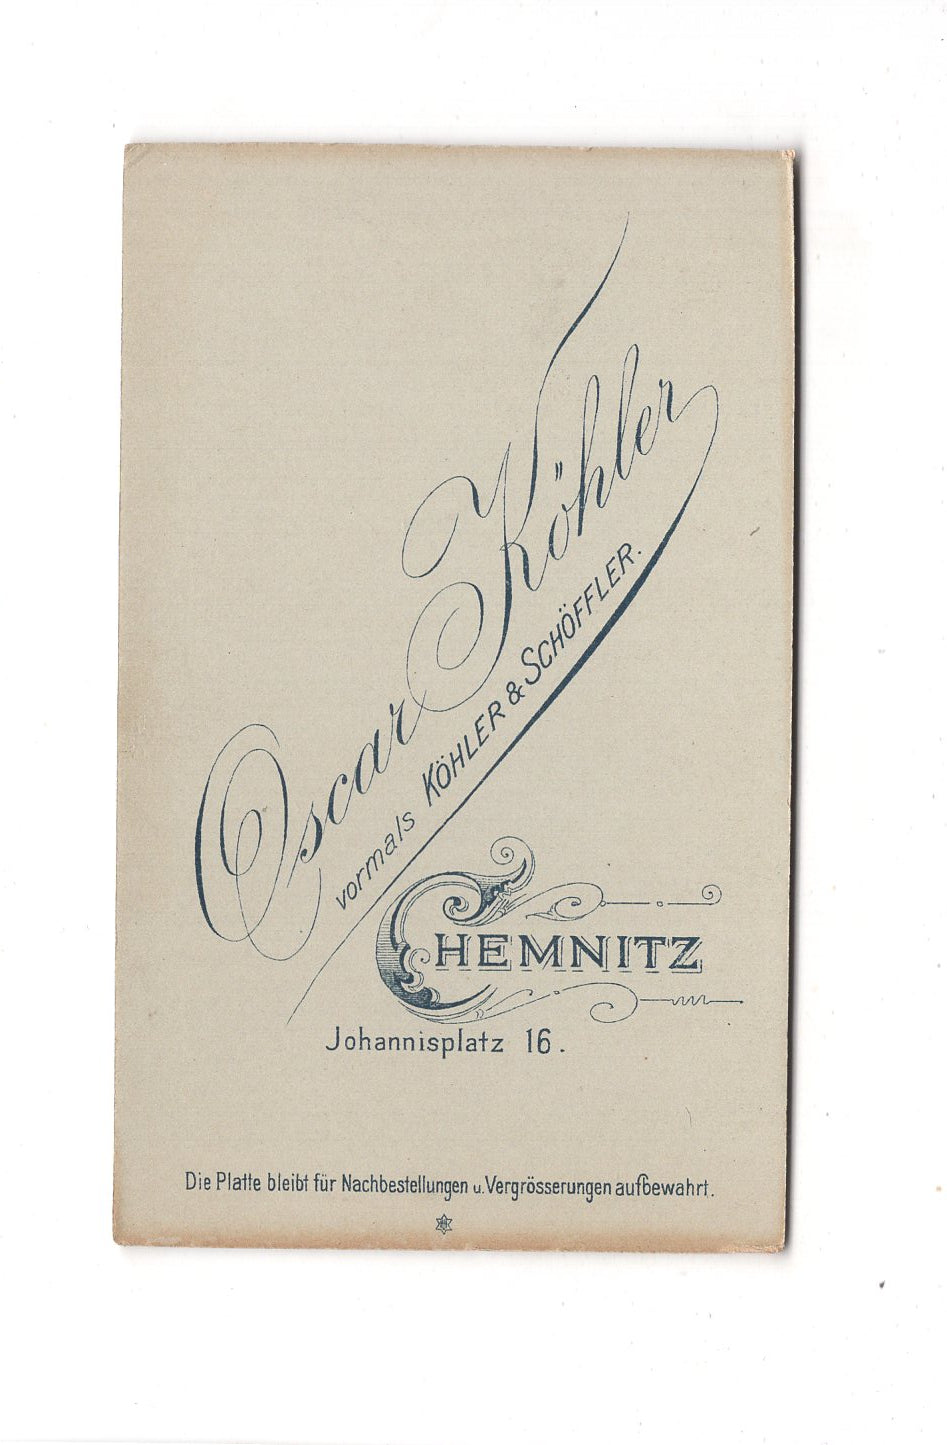 Oscar Köhler
vormals KÖHLER & SCHÖFFLER.
CHEMNITZ
Johannisplatz 16.
Die Platte bleibt für Nachbestellungen u. Vergrösserungen aufbewahrt.